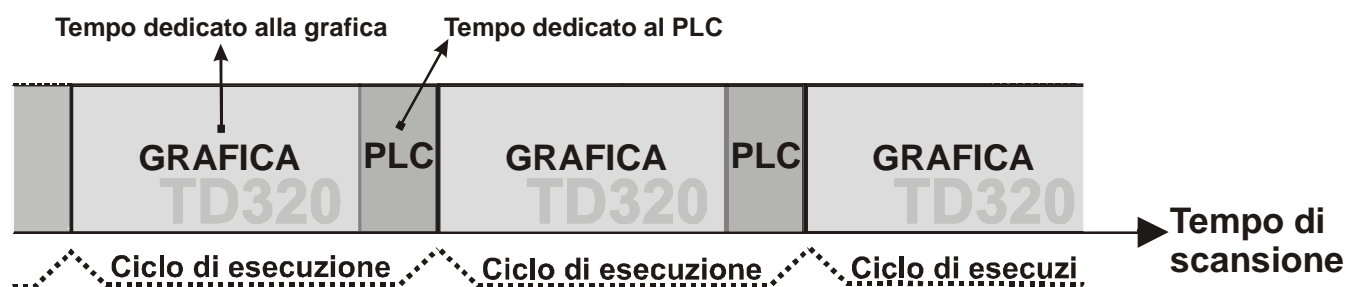 Tempo dedicato alla grafica
Tempo dedicato al PLC
GRAFICA
PLC
GRAFICA
PLC
GRAFICA
TD320
TD320
TD320
Tempo di
scansione
Ciclo di esecuzione
Ciclo di esecuzione
Ciclo di esecuzi